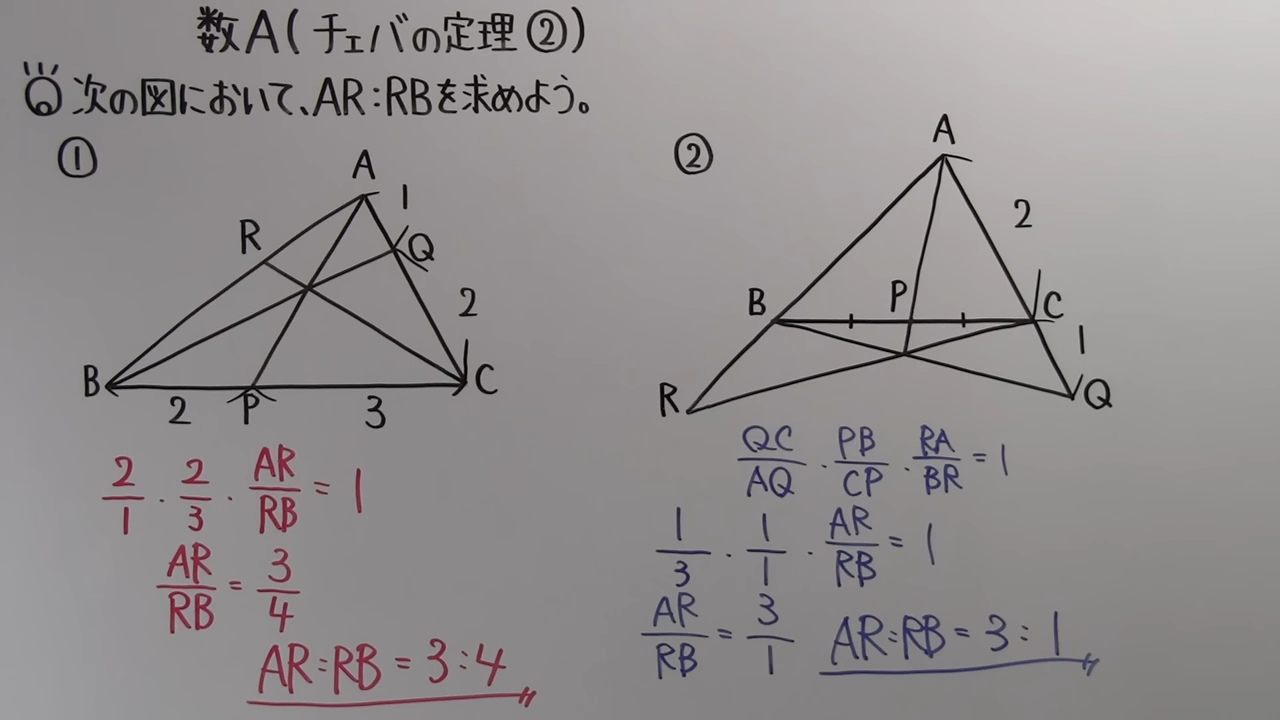 数A(チェバの定理②)
次の図において、AR:RBを求めよう。
①
A
1
R
Q
2
B
C
2
P
3
2/1 · 2/3 · AR/RB = 1
AR/RB = 3/4
AR:RB = 3:4
②
A
2
B
P
C
1
R
Q
QC/AQ · PB/CP · RA/BR = 1
1/3 · 1/1 · AR/RB = 1
AR/RB = 3/1
AR:RB = 3:1